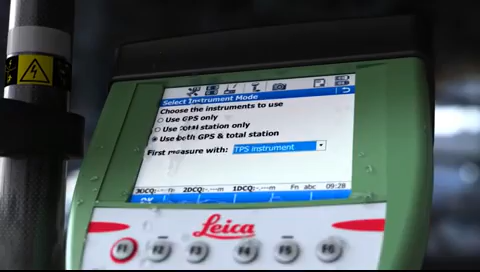 Select Instrument Mode
Choose the instruments to use
Use GPS only
Use total station only
Use both GPS & total station
First measure with: TPS Instrument
3DCQ:-.---m 2DCQ:-.---m 1DCQ:-.---m Fn abc 09:28
OK
Leica
F1 F2 F3 F4 F5 F6